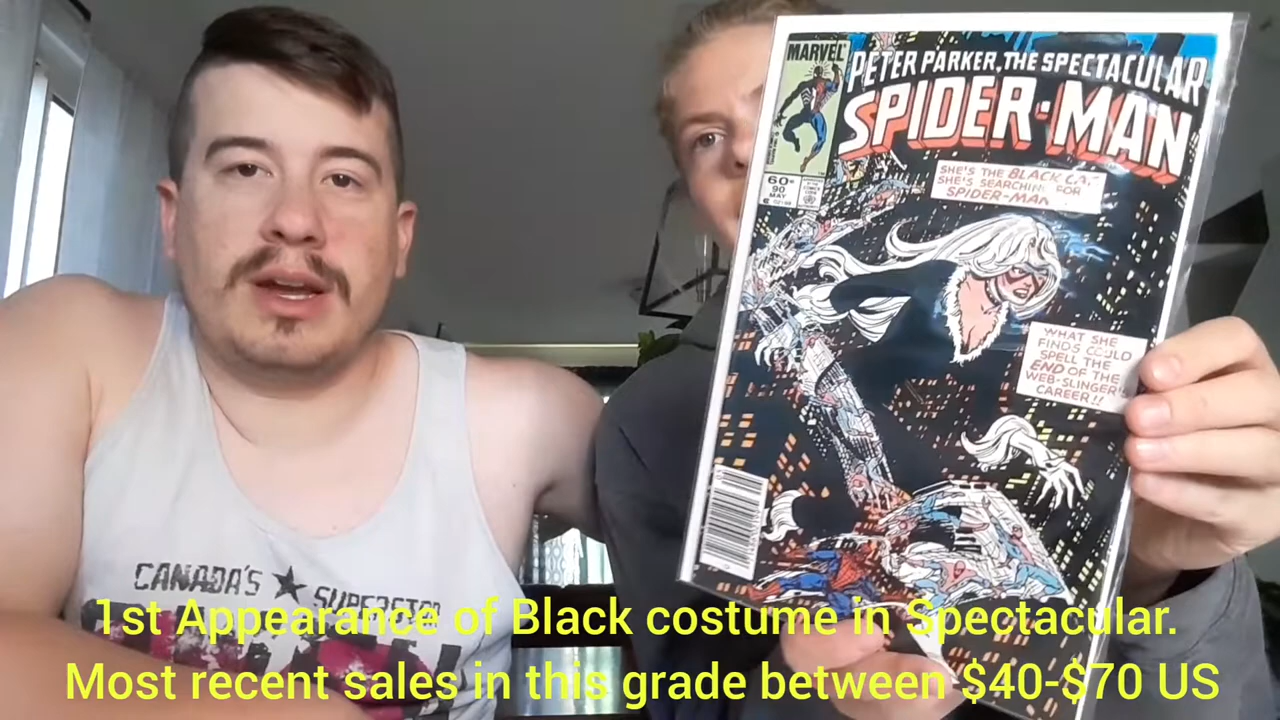 MARVEL
PETER PARKER, THE SPECTACULAR
SPIDER-MAN
60¢
90
MAY
SHE'S THE BLACK CAT
SHE'S SEARCHING FOR
SPIDER-MAN
WHAT SHE
FINDS COULD
SPELL THE
END OF THE
WEB-SLINGER'S
CAREER!!
CANADA'S SUPERSTAR
1st Appearance of Black costume in Spectacular.
Most recent sales in this grade between $40-$70 US